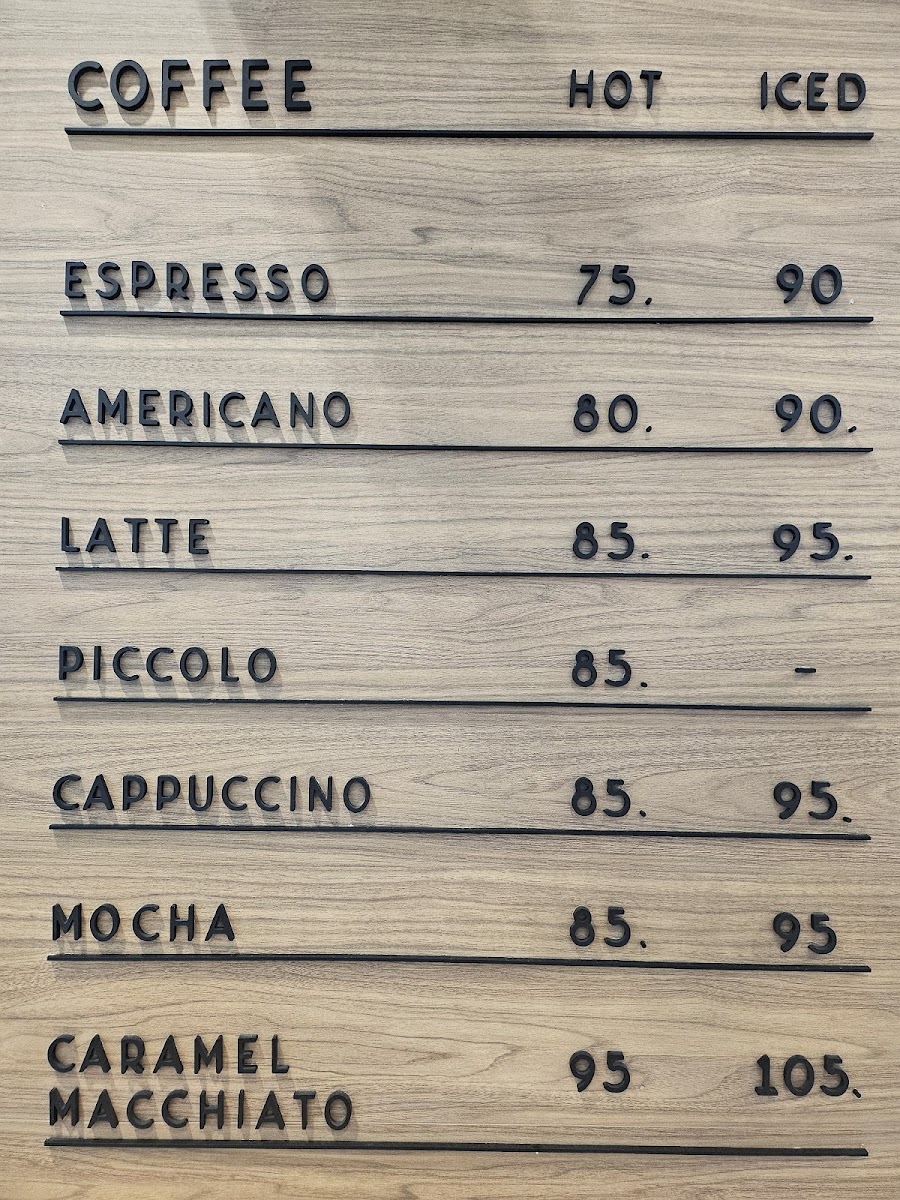 COFFEE HOT ICED
ESPRESSO 75. 90
AMERICANO 80. 90.
LATTE 85. 95.
PICCOLO 85. -
CAPPUCCINO 85. 95.
MOCHA 85. 95
CARAMEL
MACCHIATO 95 105.